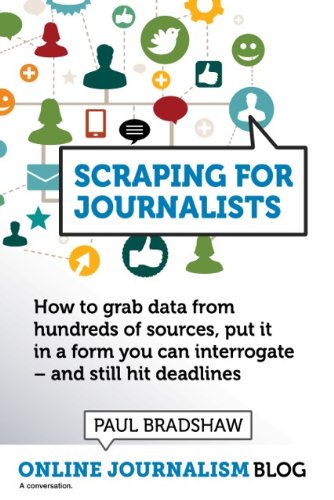 SCRAPING FOR
JOURNALISTS
How to grab data from
hundreds of sources, put it
in a form you can interrogate
– and still hit deadlines
PAUL BRADSHAW
ONLINE JOURNALISM BLOG
A conversation.